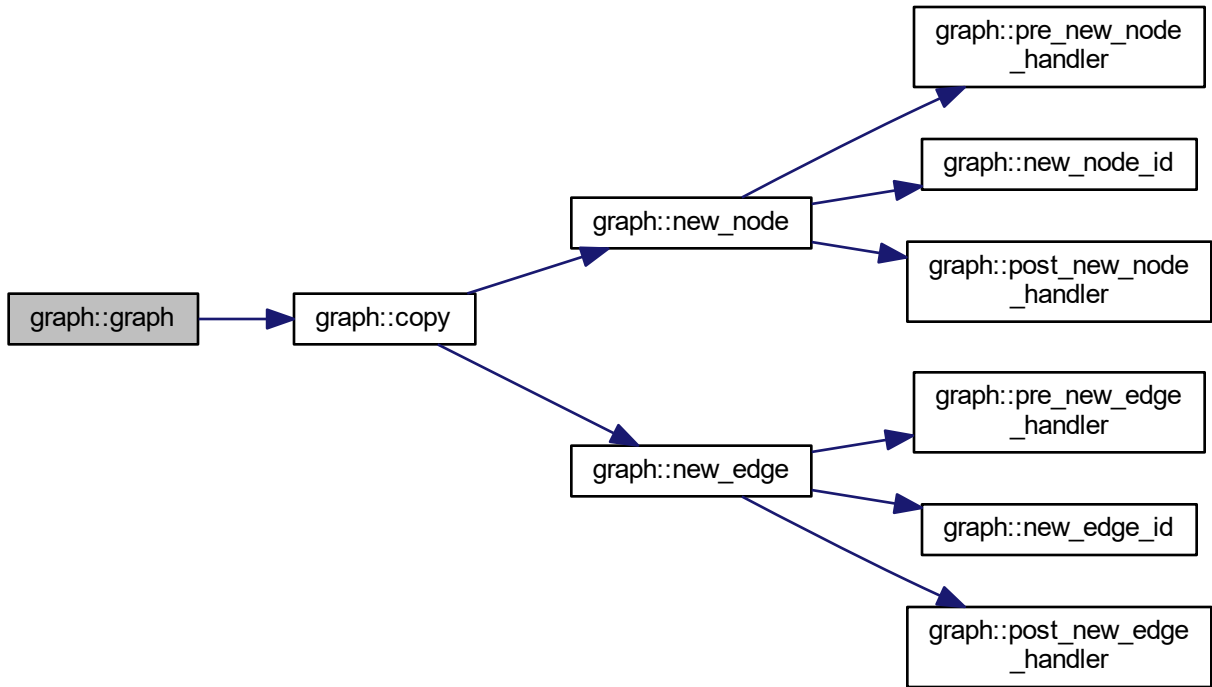 graph::graph
graph::copy
graph::new_node
graph::pre_new_node
_handler
graph::new_node_id
graph::post_new_node
_handler
graph::new_edge
graph::pre_new_edge
_handler
graph::new_edge_id
graph::post_new_edge
_handler